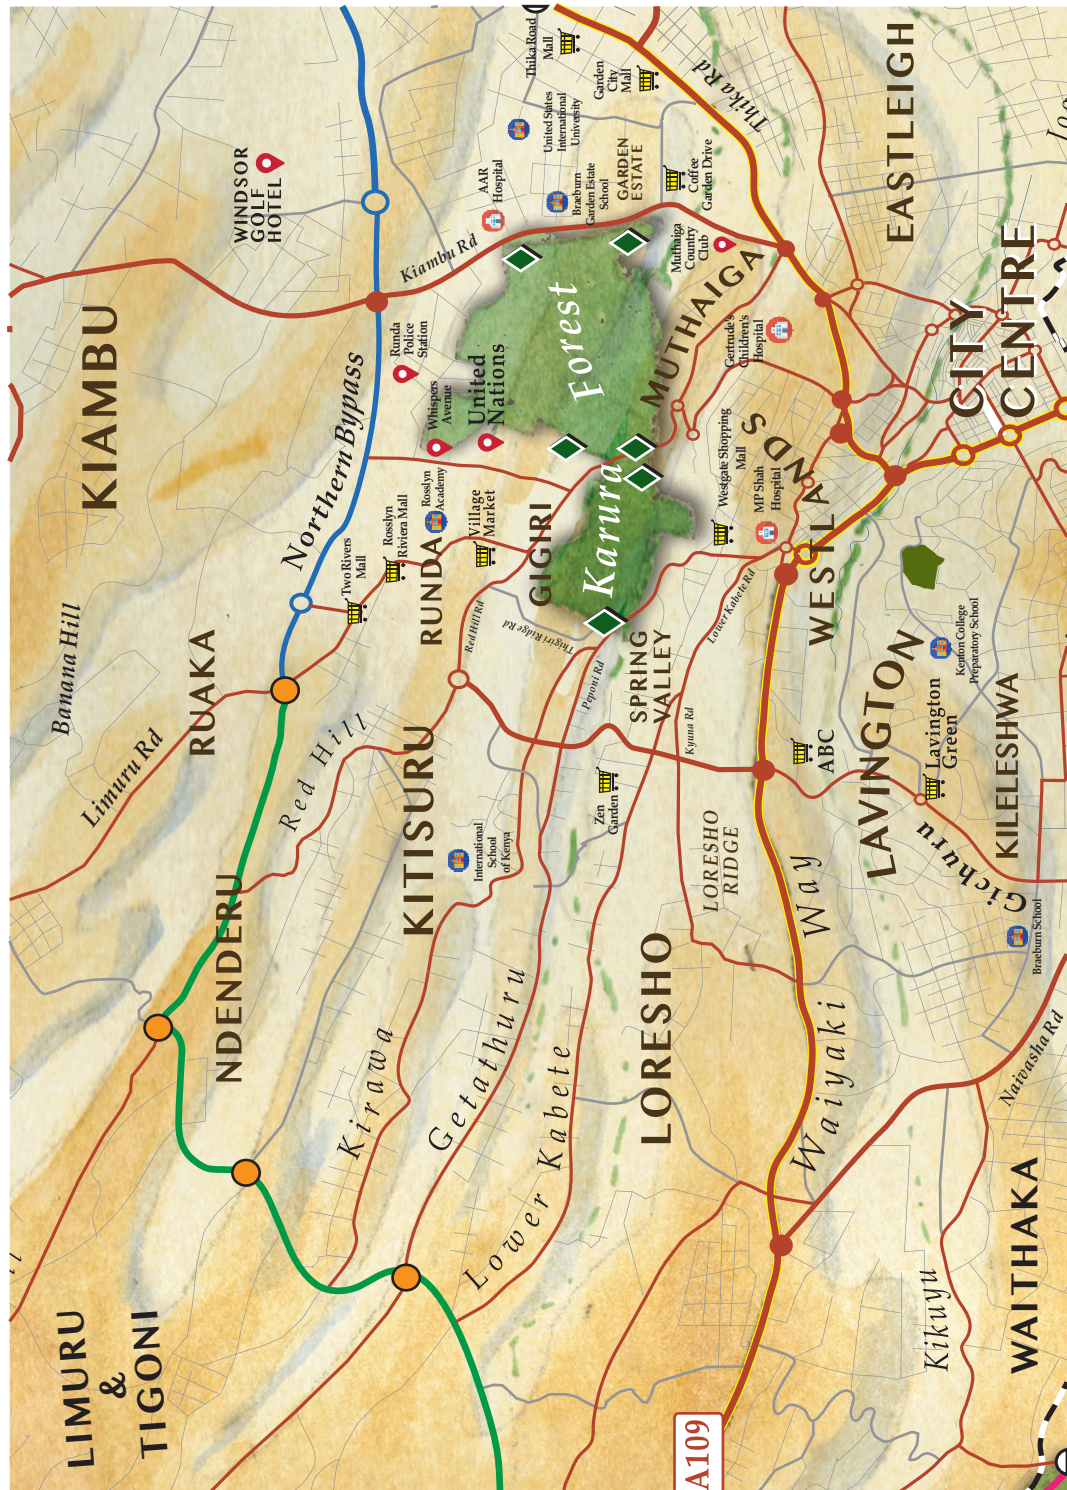 LIMURU
&
TIGONI
Banana Hill
KIAMBU
WINDSOR
GOLF
HOTEL
Limuru Rd
RUAKA
Northern Bypass
NDENDERU
Red Hill
Two Rivers
Mall
Rosslyn
Riviera Mall
Runda
Police
Station
Kiambu Rd
Whispers
Avenue
United
Nations
Rosslyn
Academy
RUNDA
Village
Market
AAR
Hospital
Thika Road
Mall
United States
International
University
Garden
City
Mall
Braeburn
Garden Estate
School
GARDEN
ESTATE
Coffee
Garden Drive
Thika Rd
EASTLEIGH
Muthaiga
Country
Club
MUTHAIGA
Karura
Forest
GIGIRI
Red Hill Rd
Thigiri Ridge Rd
Peponi Rd
KITISURU
International
School
of Kenya
Kirawa
Getathuru
Lower Kabete
Zen
Garden
SPRING
VALLEY
Kyuna Rd
Lower Kabete Rd
LORESHO
LORESHO
RIDGE
Westgate Shopping
Mall
MP Shah
Hospital
Gertrude's
Children's
Hospital
WESTLANDS
CITY
CENTRE
ABC
Waiyaki Way
LAVINGTON
Lavington
Green
Kenton College
Preparatory School
KILELESHWA
Gichuru
Braeburn School
Naivasha Rd
Kikuyu
WAITHAKA
A109